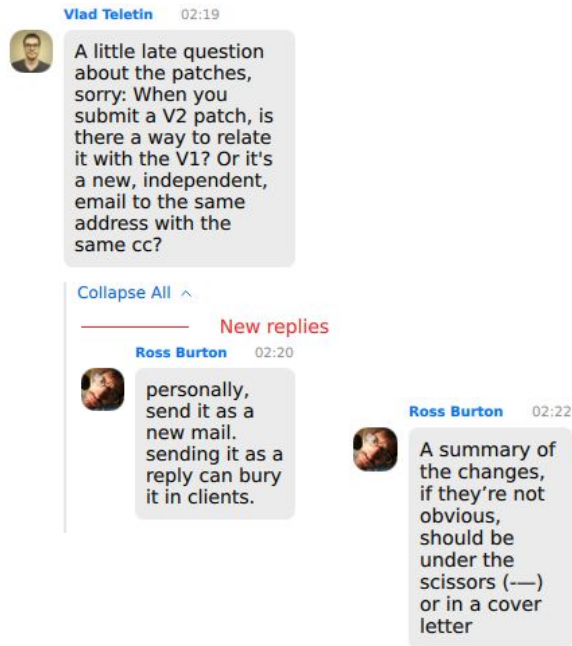 Vlad Teletin 02:19
A little late question
about the patches,
sorry: When you
submit a V2 patch, is
there a way to relate
it with the V1? Or it's
a new, independent,
email to the same
address with the
same cc?
Collapse All
New replies
Ross Burton 02:20
personally,
send it as a
new mail.
sending it as a
reply can bury
it in clients.
Ross Burton 02:22
A summary of
the changes,
if they’re not
obvious,
should be
under the
scissors (-—)
or in a cover
letter